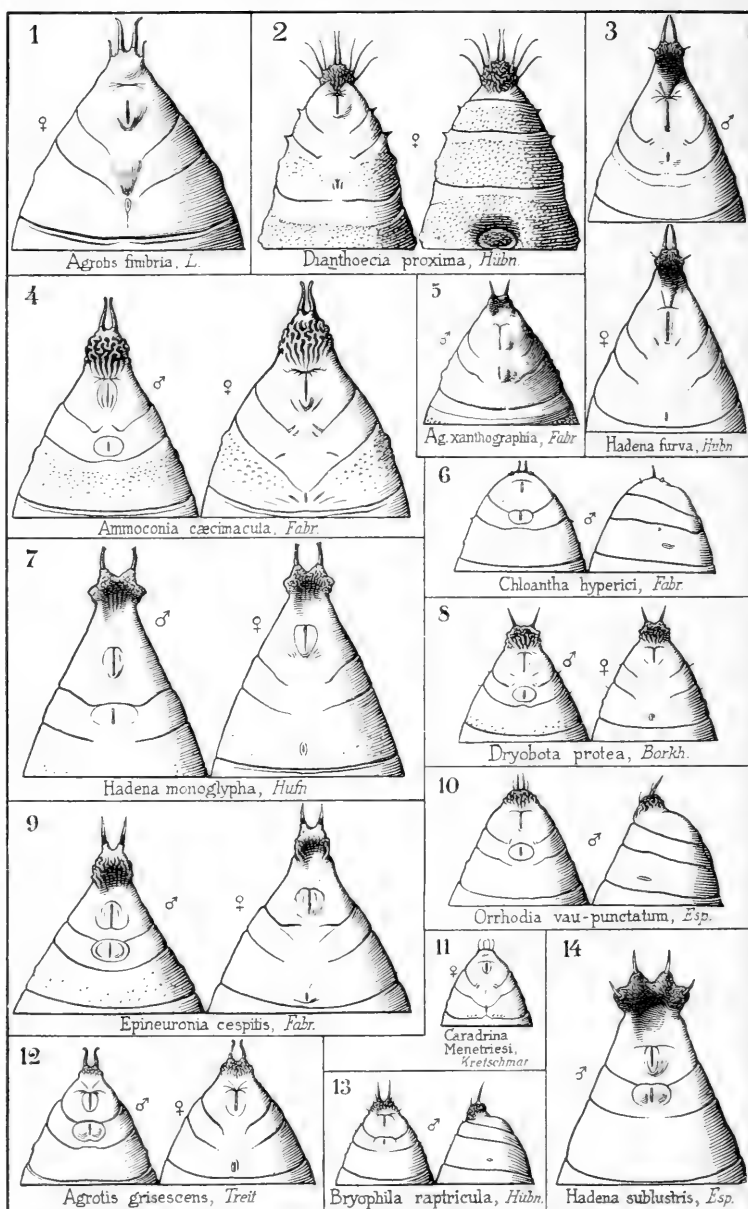 1
♀
Agrotis fimbria, L.
2
♀
Dianthoecia proxima, Hübn.
3
♂
♀
Hadena furva, Hübn
4
♂
♀
Ammoconia cæcimacula, Fabr.
5
♂
Ag. xanthographia, Fabr
6
♂
Chloantha hyperici, Fabr.
7
♂
♀
Hadena monoglypha, Hufn
8
♂
♀
Dryobota protea, Borkh.
9
♂
♀
Epineuronia cespitis, Fabr.
10
♂
Orrhodia vau-punctatum, Esp.
11
♀
Caradrina
Menetriesi,
Kretschmar
12
♂
♀
Agrotis grisescens, Treit
13
♂
Bryophila raptricula, Hübn.
14
♂
Hadena sublustris, Esp.